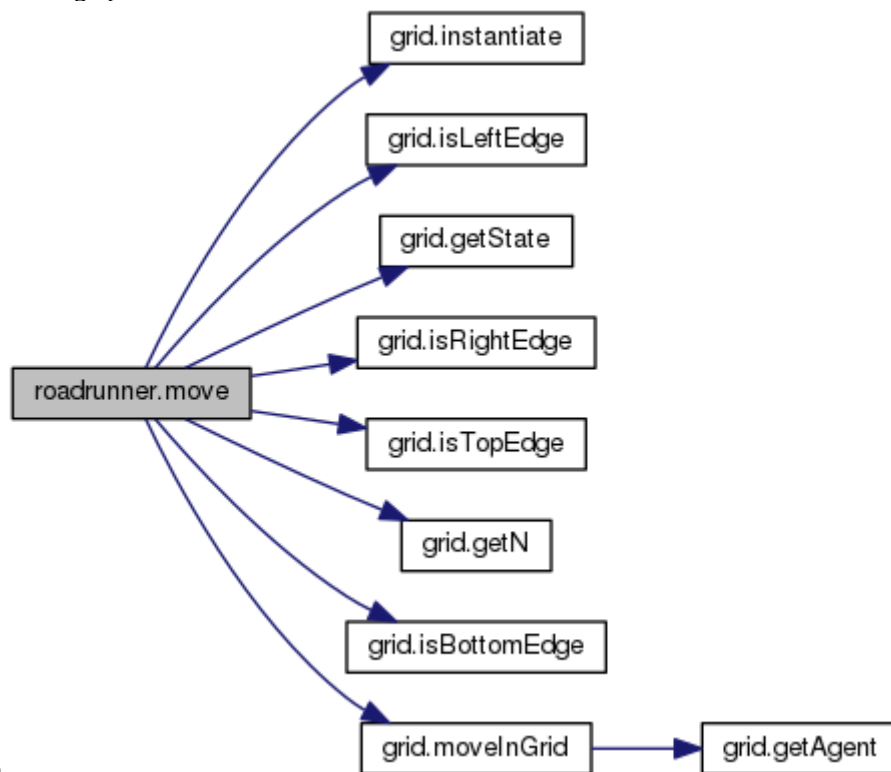 grid.instantiate
grid.isLeftEdge
grid.getState
grid.isRightEdge
roadrunner.move
grid.isTopEdge
grid.getN
grid.isBottomEdge
grid.moveInGrid
grid.getAgent